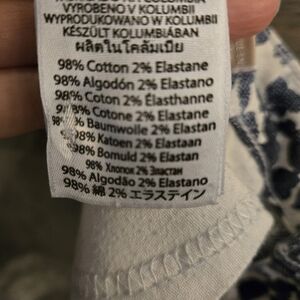 VYROBENO V KOLUMBII
WYPRODUKOWANO W KOLUMBII
KÉSZÜLT KOLUMBIÁBAN
ผลิตในโคลัมเบีย
98% Cotton 2% Elastane
98% Algodón 2% Elastano
98% Coton 2% Élasthanne
98% Cotone 2% Elastane
98% Baumwolle 2% Elastan
98% Katoen 2% Elastaan
98% Bomuld 2% Elastan
98% Хлопок 2% Эластан
98% Algodão 2% Elastano
98% 綿 2% エラステイン